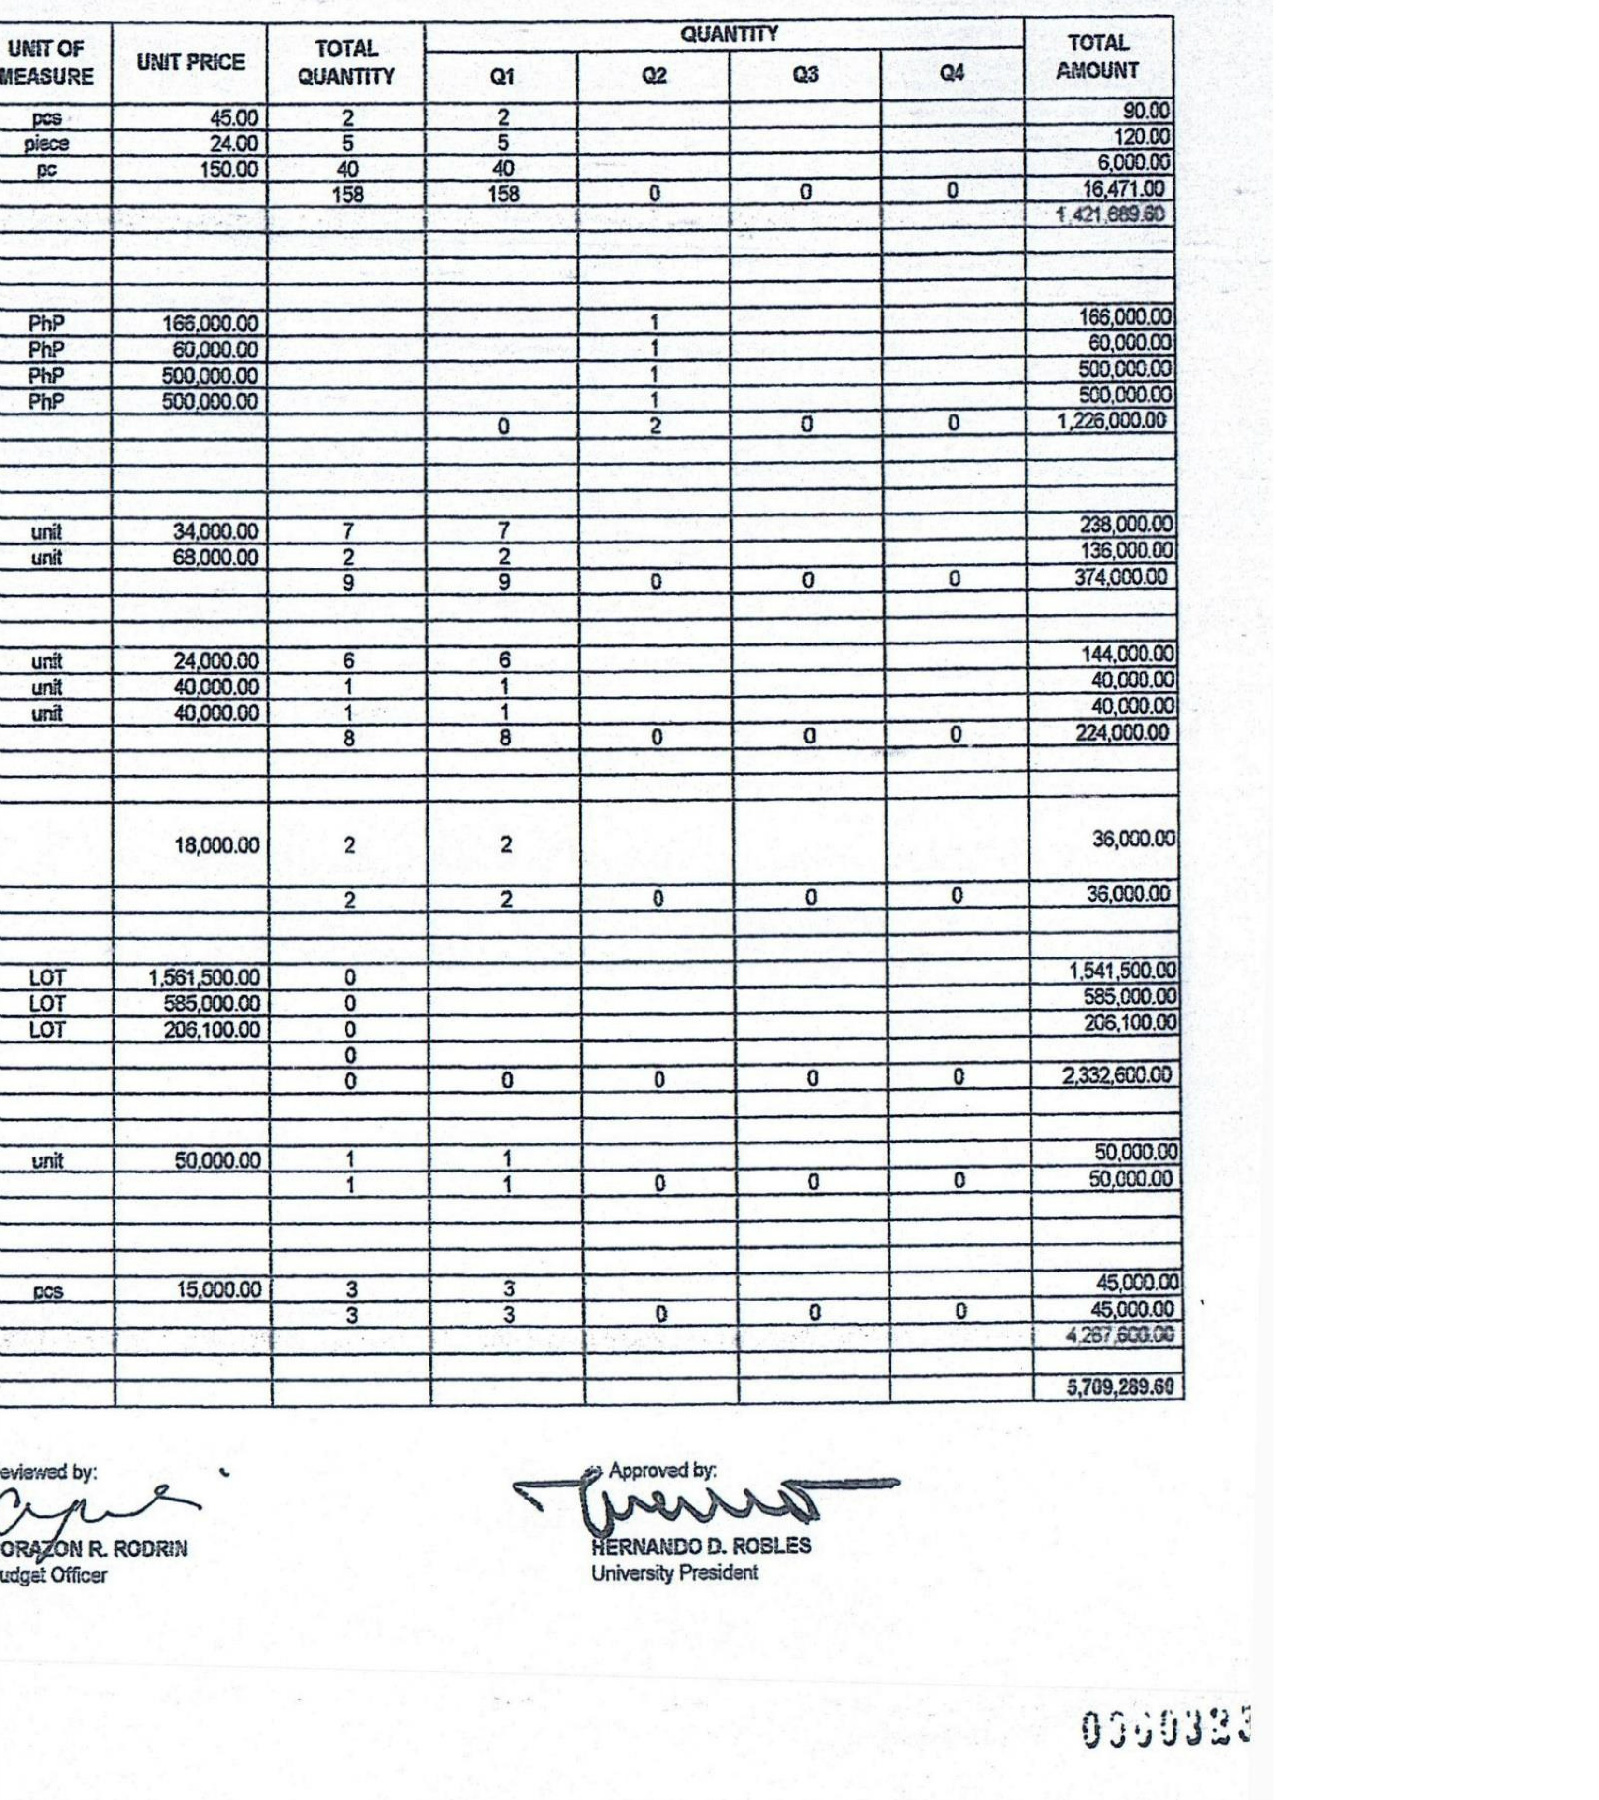 UNIT OF MEASURE UNIT PRICE TOTAL QUANTITY QUANTITY TOTAL AMOUNT
Q1 Q2 Q3 Q4
pcs 45.00 2 2 90.00
piece 24.00 5 5 120.00
pc 150.00 40 40 6,000.00
158 158 0 0 0 16,471.00
1,421,689.60
PhP 166,000.00 1 166,000.00
PhP 60,000.00 1 60,000.00
PhP 500,000.00 1 500,000.00
PhP 500,000.00 1 500,000.00
0 2 0 0 1,226,000.00
unit 34,000.00 7 7 238,000.00
unit 68,000.00 2 2 136,000.00
9 9 0 0 0 374,000.00
unit 24,000.00 6 6 144,000.00
unit 40,000.00 1 1 40,000.00
unit 40,000.00 1 1 40,000.00
8 8 0 0 0 224,000.00
18,000.00 2 2 36,000.00
2 2 0 0 0 36,000.00
LOT 1,561,500.00 0 1,541,500.00
LOT 585,000.00 0 585,000.00
LOT 206,100.00 0 206,100.00
0
0 0 0 0 0 2,332,600.00
unit 50,000.00 1 1 50,000.00
1 1 0 0 0 50,000.00
pcs 15,000.00 3 3 45,000.00
3 3 0 0 0 45,000.00
4,287,600.00
5,709,289.60
eviewed by: Approved by:
ORAZON R. RODRIN HERNANDO D. ROBLES
udget Officer University President